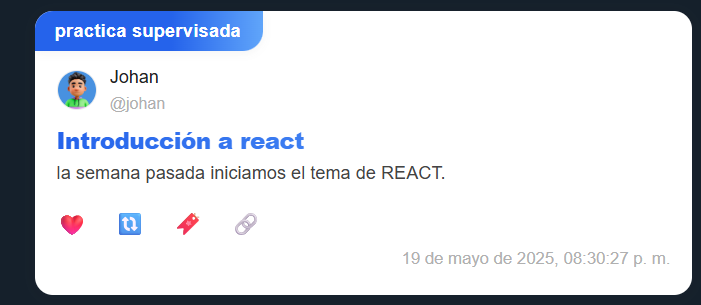 practica supervisada
Johan
@johan
Introducción a react
la semana pasada iniciamos el tema de REACT.
19 de mayo de 2025, 08:30:27 p. m.